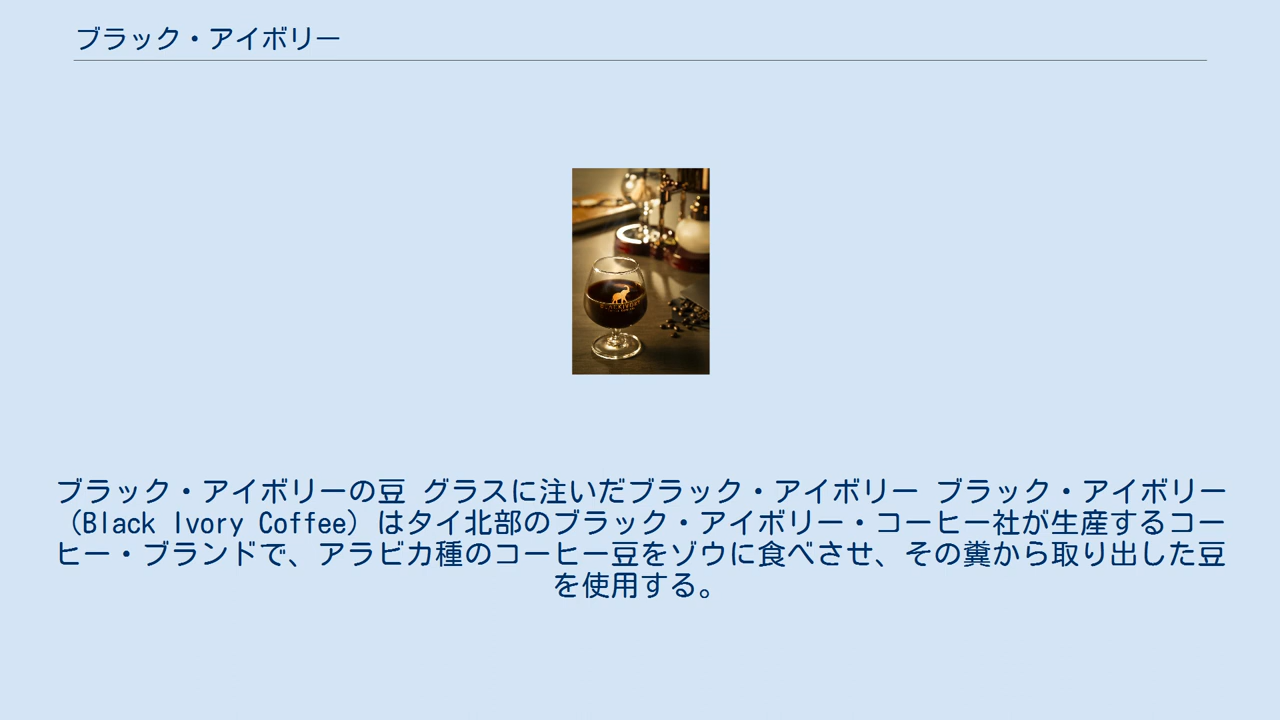 ブラック・アイボリー
ブラック・アイボリーの豆 グラスに注いだブラック・アイボリー ブラック・アイボリー
（Black Ivory Coffee）はタイ北部のブラック・アイボリー・コーヒー社が生産するコー
ヒー・ブランドで、アラビカ種のコーヒー豆をゾウに食べさせ、その糞から取り出した豆
を使用する。